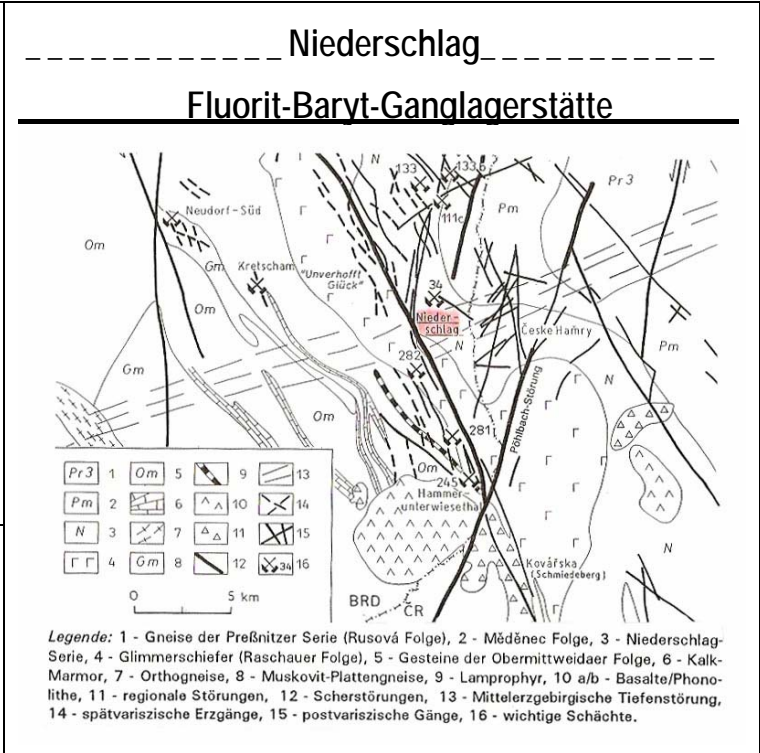 Niederschlag
Fluorit-Baryt-Ganglagerstätte
N
133
133 b
Pr 3
111c
Pm
Neudorf-Süd
Om
Gm
Kretscham
"Unverhofft
Glück"
34
Om
Nieder-
schlag
Česke Hamry
N
Pm
282
Gm
N
Om
Pöhlbach-Störung
281
Om
245
Hammer-
unterwiesethal
N
Kovářska
(Schmiedeberg)
BRD
ČR
Pr3 1 Om 5 9 13
Pm 2 6 10 14
N 3 7 11 15
4 Gm 8 12 34 16
0 5 km
Legende: 1 - Gneise der Preßnitzer Serie (Rusová Folge), 2 - Měděnec Folge, 3 - Niederschlag-
Serie, 4 - Glimmerschiefer (Raschauer Folge), 5 - Gesteine der Obermittweidaer Folge, 6 - Kalk-
Marmor, 7 - Orthogneise, 8 - Muskovit-Plattengneise, 9 - Lamprophyr, 10 a/b - Basalte/Phono-
lithe, 11 - regionale Störungen, 12 - Scherstörungen, 13 - Mittelerzgebirgische Tiefenstörung,
14 - spätvariszische Erzgänge, 15 - postvariszische Gänge, 16 - wichtige Schächte.